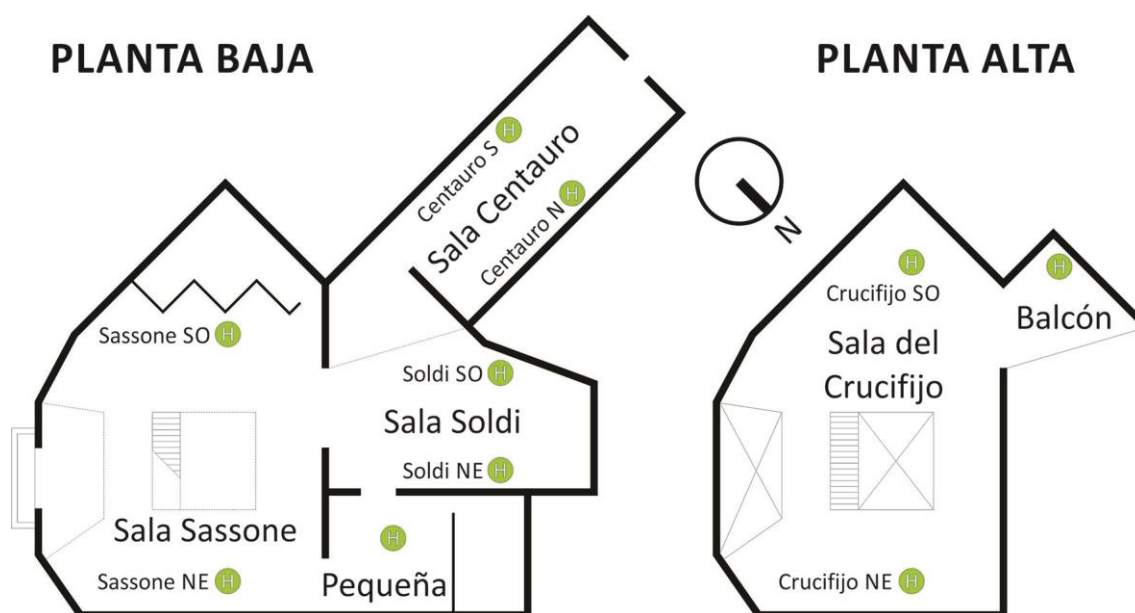 PLANTA BAJA
Centauro S H
Sala Centauro
Centauro N H
Sassone SO H
Soldi SO H
Sala Soldi
Soldi NE H
Sala Sassone
H
Pequeña
Sassone NE H
PLANTA ALTA
N
H
Crucifijo SO
H
Balcón
Sala del
Crucifijo
Crucifijo NE H